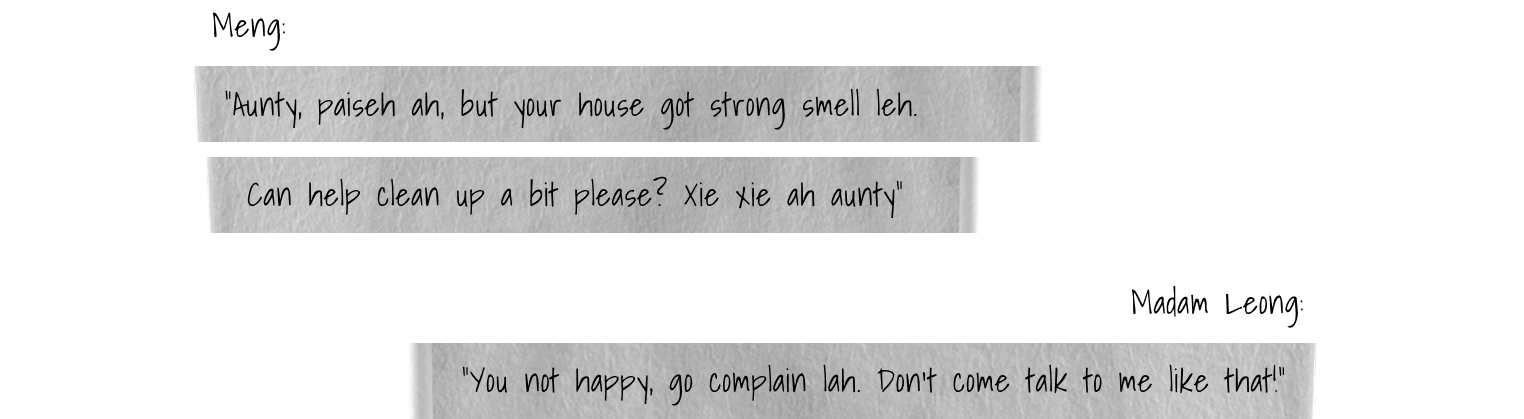 Meng:
"Aunty, paiseh ah, but your house got strong smell leh.
Can help clean up a bit please? Xie xie ah aunty"
Madam Leong:
"You not happy, go complain lah. Don't come talk to me like that!"